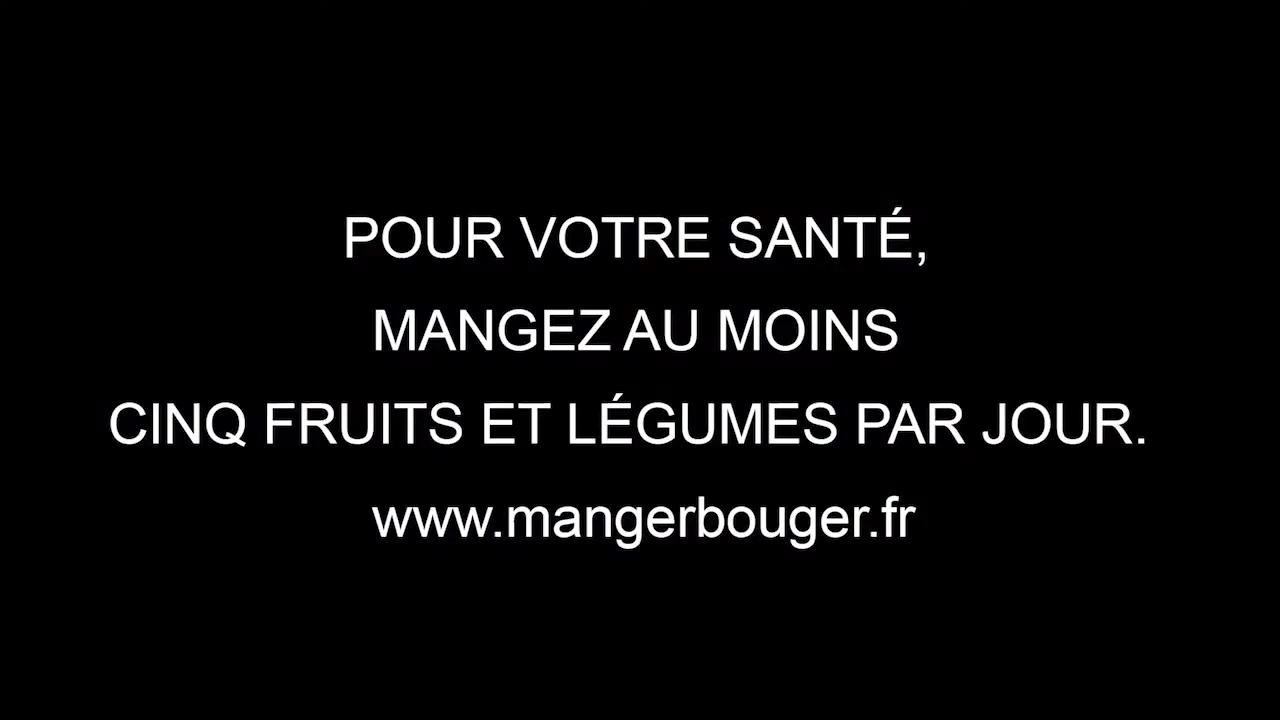 POUR VOTRE SANTÉ,
MANGEZ AU MOINS
CINQ FRUITS ET LÉGUMES PAR JOUR.
www.mangerbouger.fr